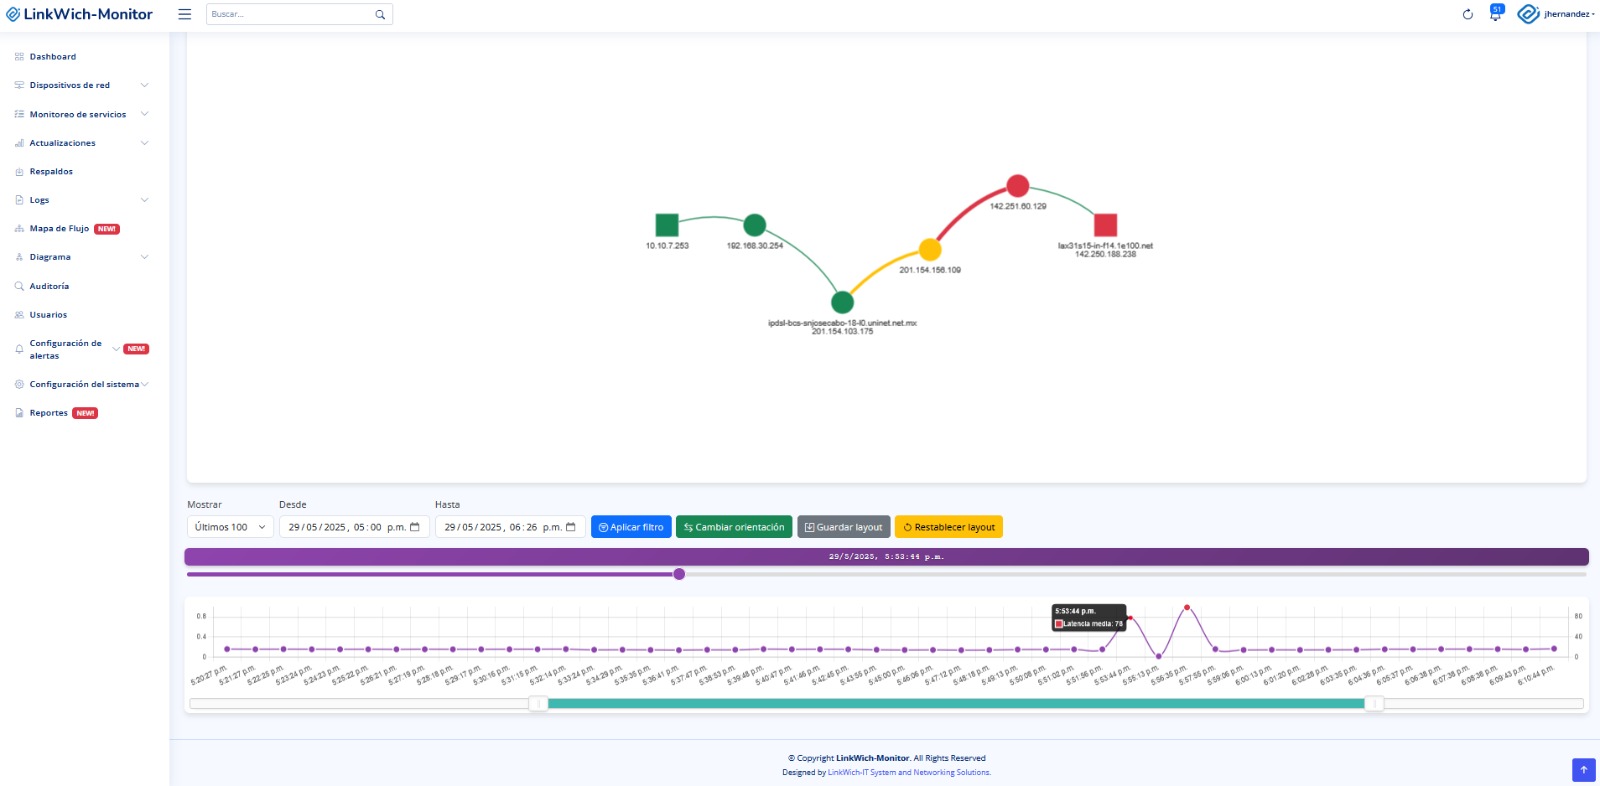 LinkWich-Monitor
Buscar...
51
jhernandez
Dashboard
Dispositivos de red
Monitoreo de servicios
Actualizaciones
Respaldos
Logs
Mapa de Flujo NEW!
Diagrama
Auditoría
Usuarios
Configuración de
alertas NEW!
Configuración del sistema
Reportes NEW!
142.251.60.129
10.10.7.253
192.168.30.254
lax31s15-in-f14.1e100.net
142.250.188.238
201.154.156.109
ipdsl-bcs-snjosecabo-18-l0.uninet.net.mx
201.154.103.175
Mostrar Desde Hasta
Últimos 100 29/05/2025, 05:00 p.m. 29/05/2025, 06:26 p.m. Aplicar filtro Cambiar orientación Guardar layout Restablecer layout
29/5/2025, 5:53:44 p.m.
5:53:44 p.m.
Latencia media: 78
0.8 80
0.4 40
0 0
5:20:27 p.m. 5:21:27 p.m. 5:22:25 p.m. 5:23:24 p.m. 5:24:23 p.m. 5:25:22 p.m. 5:26:21 p.m. 5:27:19 p.m. 5:28:18 p.m. 5:29:17 p.m. 5:30:16 p.m. 5:31:15 p.m. 5:32:14 p.m. 5:33:24 p.m. 5:34:29 p.m. 5:35:35 p.m. 5:36:41 p.m. 5:37:47 p.m. 5:38:53 p.m. 5:39:48 p.m. 5:40:47 p.m. 5:41:46 p.m. 5:42:45 p.m. 5:43:55 p.m. 5:45:00 p.m. 5:46:06 p.m. 5:47:12 p.m. 5:48:18 p.m. 5:49:13 p.m. 5:50:08 p.m. 5:51:02 p.m. 5:51:56 p.m. 5:53:44 p.m. 5:55:13 p.m. 5:56:35 p.m. 5:57:55 p.m. 5:59:06 p.m. 6:00:13 p.m. 6:01:20 p.m. 6:02:28 p.m. 6:03:35 p.m. 6:04:36 p.m. 6:05:37 p.m. 6:06:38 p.m. 6:07:38 p.m. 6:08:38 p.m. 6:09:43 p.m. 6:10:44 p.m.
© Copyright LinkWich-Monitor. All Rights Reserved
Designed by LinkWich-IT System and Networking Solutions.